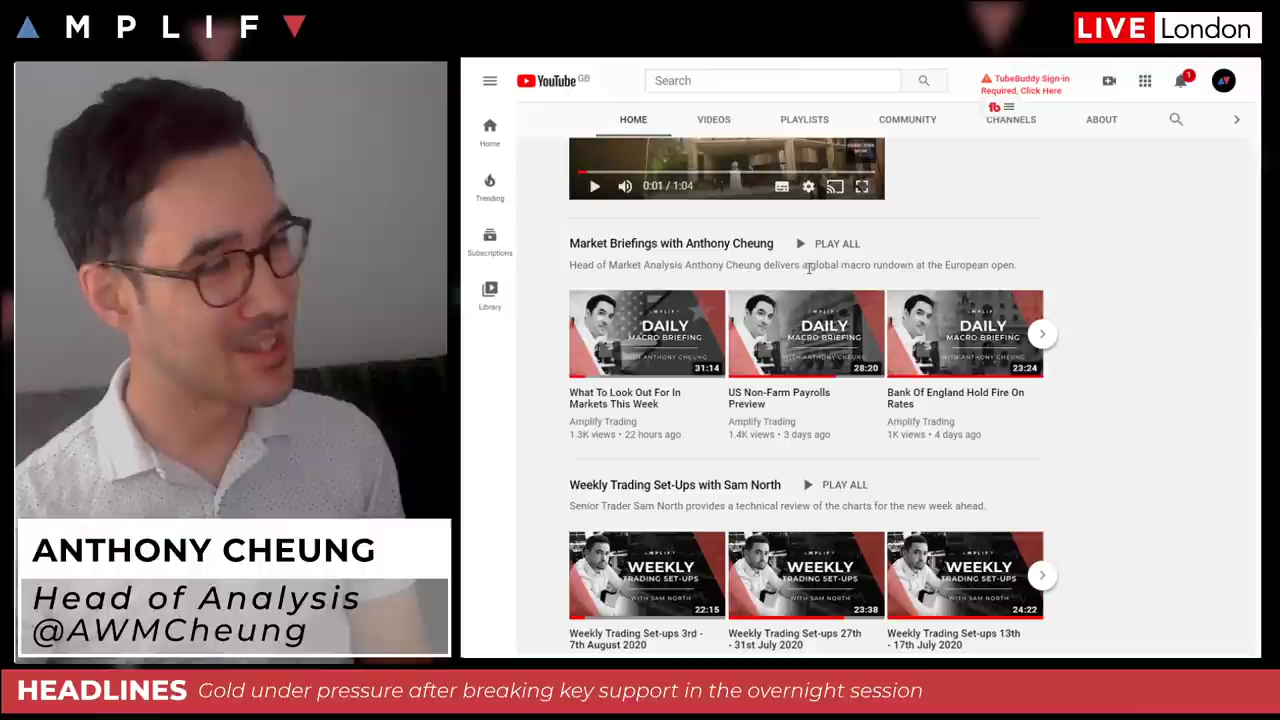 AMPLIFY
LIVE London
YouTube GB
Search
TubeBuddy Sign-in
Required, Click Here
1
HOME
VIDEOS
PLAYLISTS
COMMUNITY
CHANNELS
ABOUT
Home
Trending
Subscriptions
Library
0:01 / 1:04
Market Briefings with Anthony Cheung
PLAY ALL
Head of Market Analysis Anthony Cheung delivers a global macro rundown at the European open.
DAILY
MACRO BRIEFING
WITH ANTHONY CHEUNG
31:14
DAILY
MACRO BRIEFING
WITH ANTHONY CHEUNG
28:20
DAILY
MACRO BRIEFING
WITH ANTHONY CHEUNG
23:24
What To Look Out For In
Markets This Week
Amplify Trading
1.3K views • 22 hours ago
US Non-Farm Payrolls
Preview
Amplify Trading
1.4K views • 3 days ago
Bank Of England Hold Fire On
Rates
Amplify Trading
1K views • 4 days ago
Weekly Trading Set-Ups with Sam North
PLAY ALL
Senior Trader Sam North provides a technical review of the charts for the new week ahead.
AMPLIFY
WEEKLY
TRADING SET-UPS
WITH SAM NORTH
22:15
AMPLIFY
WEEKLY
TRADING SET-UPS
WITH SAM NORTH
23:38
AMPLIFY
WEEKLY
TRADING SET-UPS
WITH SAM NORTH
24:22
Weekly Trading Set-ups 3rd -
7th August 2020
Weekly Trading Set-ups 27th
- 31st July 2020
Weekly Trading Set-ups 13th
- 17th July 2020
ANTHONY CHEUNG
Head of Analysis
@AWMCheung
HEADLINES Gold under pressure after breaking key support in the overnight session